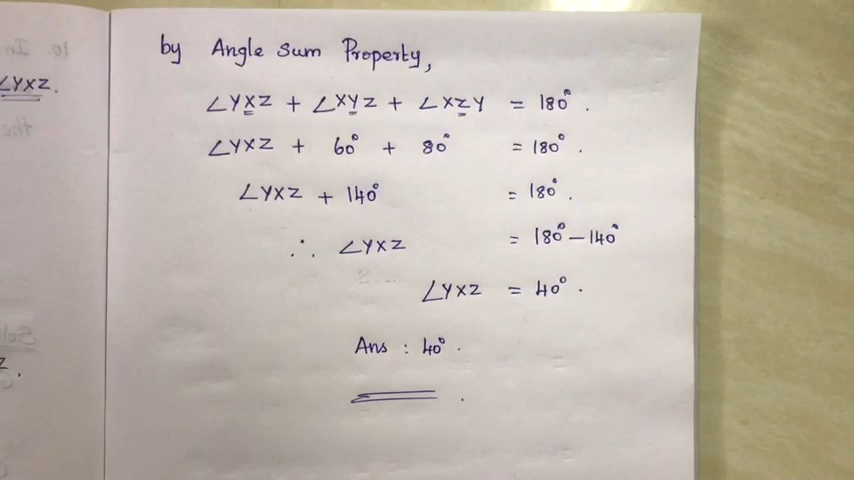 ∠YXZ.
by Angle Sum Property,
∠YXZ + ∠XYZ + ∠XZY = 180°.
∠YXZ + 60° + 80° = 180°.
∠YXZ + 140° = 180°.
∴ ∠YXZ = 180° - 140°
∠YXZ = 40°.
Ans : 40°.